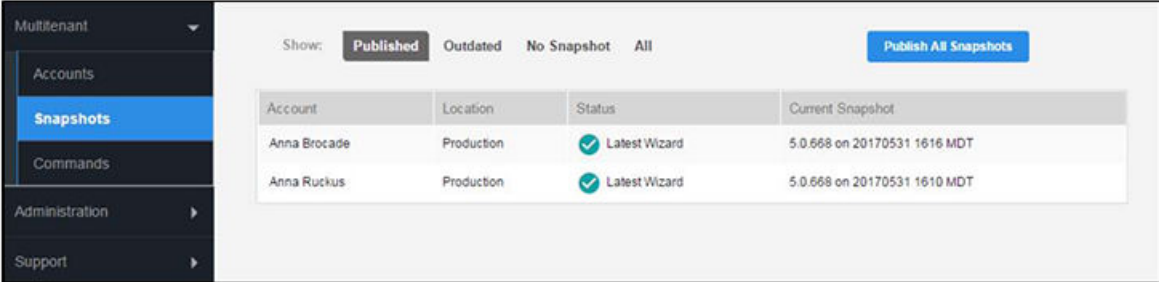 Multitenant
Accounts
Snapshots
Commands
Administration
Support
Show: Published Outdated No Snapshot All Publish All Snapshots
Account Location Status Current Snapshot
Anna Brocade Production Latest Wizard 5.0.668 on 20170531 1616 MDT
Anna Ruckus Production Latest Wizard 5.0.668 on 20170531 1610 MDT